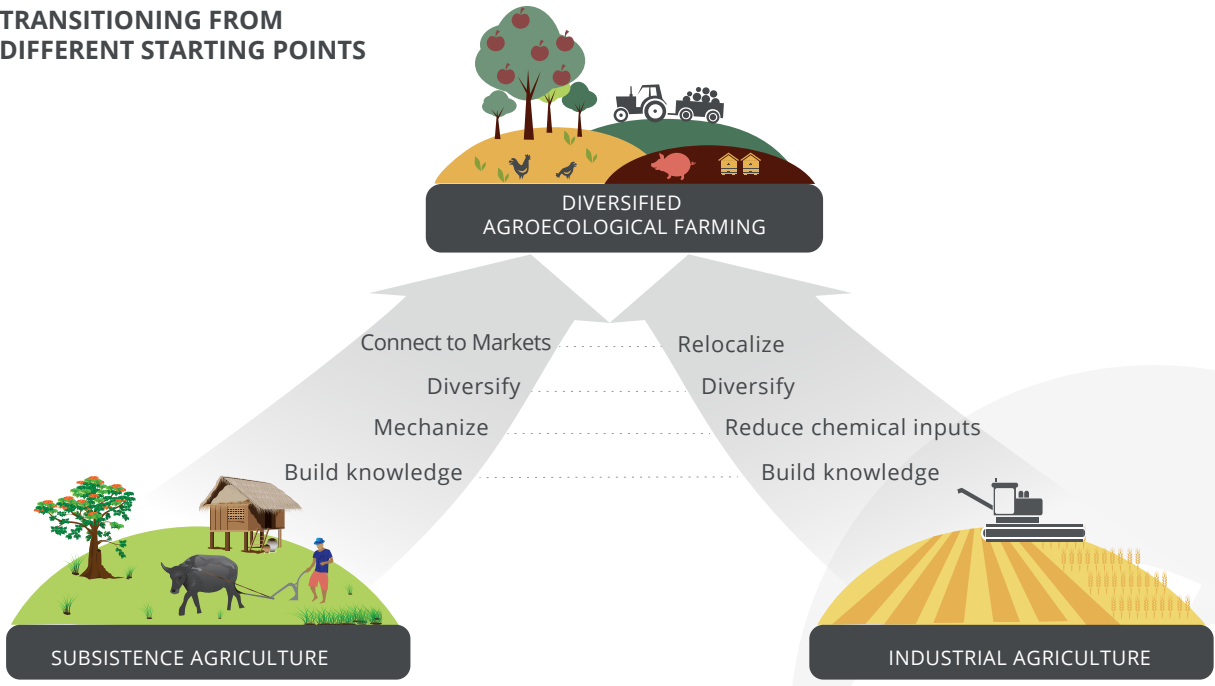 TRANSITIONING FROM
DIFFERENT STARTING POINTS
DIVERSIFIED
AGROECOLOGICAL FARMING
Connect to Markets
Relocalize
Diversify
Diversify
Mechanize
Reduce chemical inputs
Build knowledge
Build knowledge
SUBSISTENCE AGRICULTURE
INDUSTRIAL AGRICULTURE